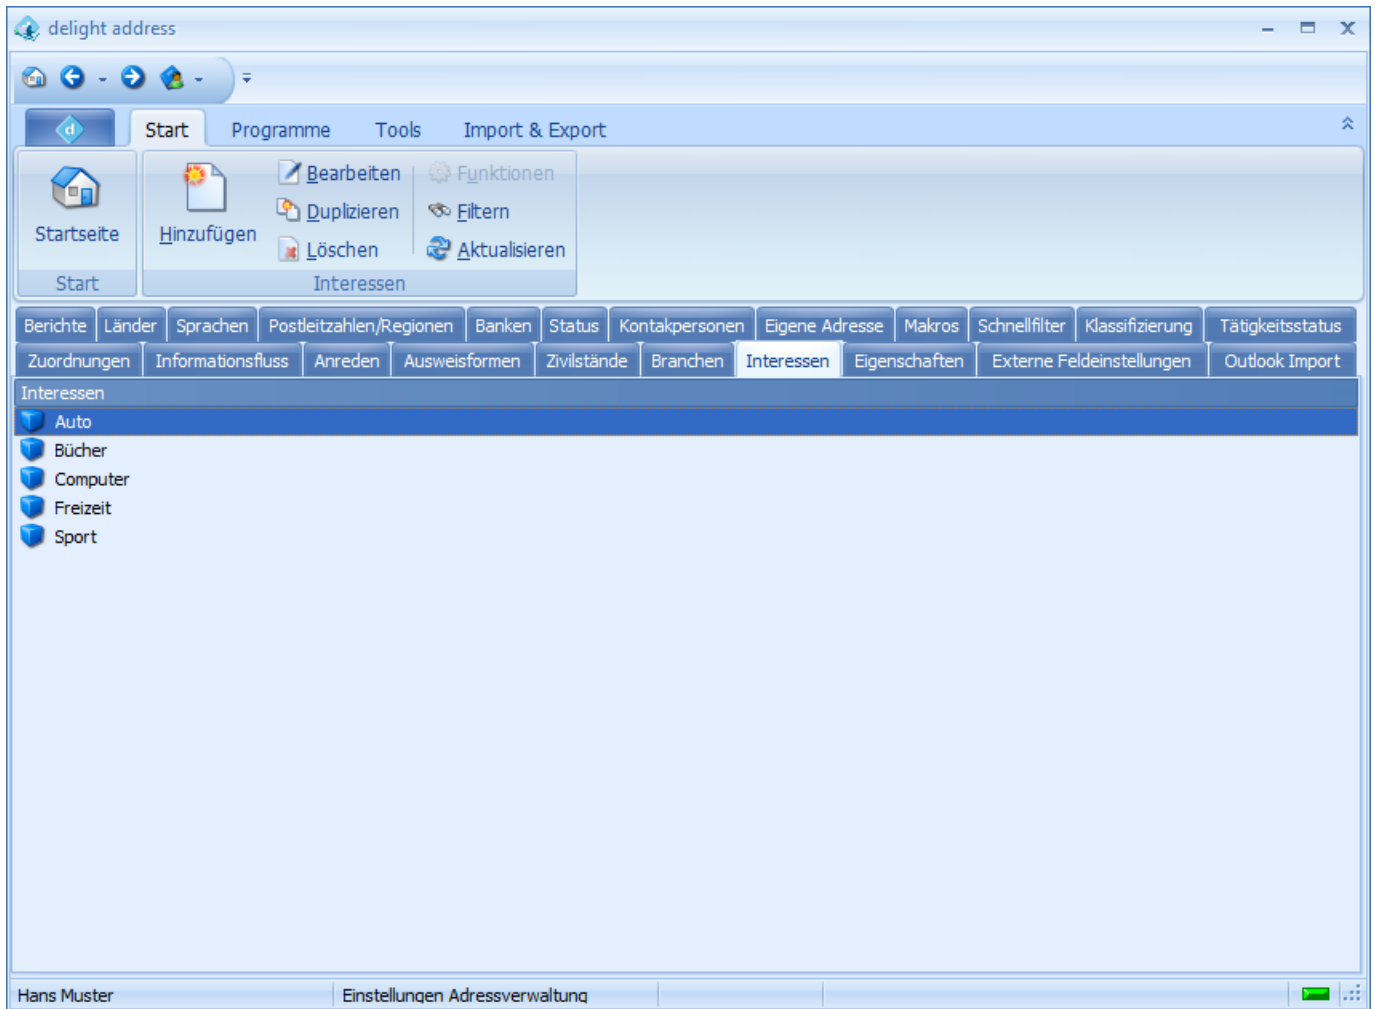 delight address
Start Programme Tools Import & Export
Startseite
Start
Hinzufügen
Bearbeiten
Duplizieren
Löschen
Funktionen
Filtern
Aktualisieren
Interessen
Berichte Länder Sprachen Postleitzahlen/Regionen Banken Status Kontakpersonen Eigene Adresse Makros Schnellfilter Klassifizierung Tätigkeitsstatus
Zuordnungen Informationsfluss Anreden Ausweisformen Zivilstände Branchen Interessen Eigenschaften Externe Feldeinstellungen Outlook Import
Interessen
Auto
Bücher
Computer
Freizeit
Sport
Hans Muster Einstellungen Adressverwaltung